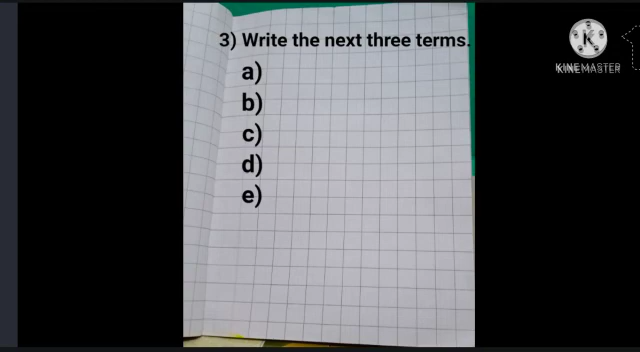 3) Write the next three terms.
a)
b)
c)
d)
e)
KINEMASTER